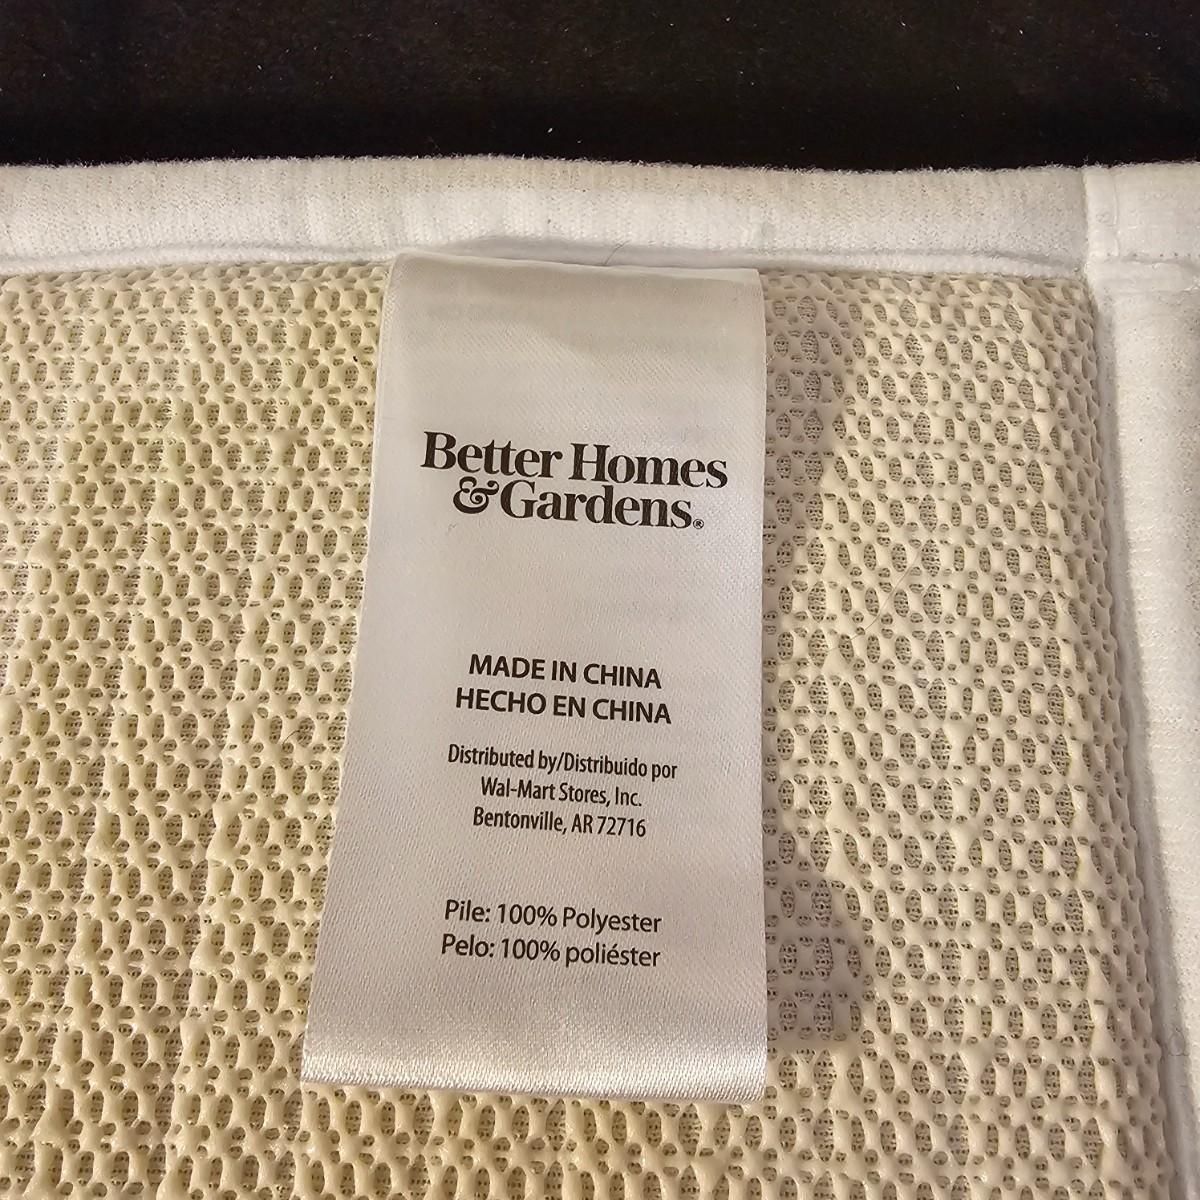 Better Homes
&Gardens®
MADE IN CHINA
HECHO EN CHINA
Distributed by/Distribuido por
Wal-Mart Stores, Inc.
Bentonville, AR 72716
Pile: 100% Polyester
Pelo: 100% poliéster